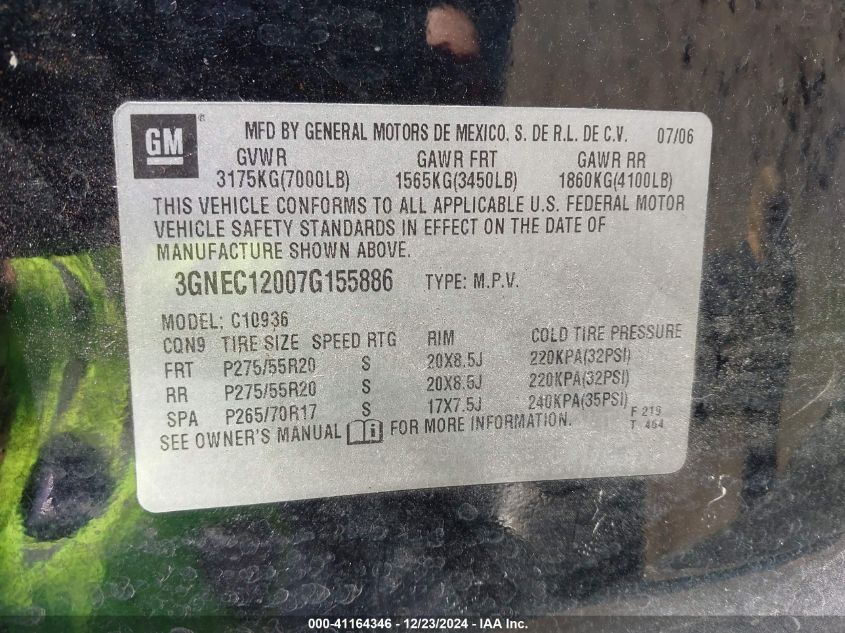 GM ®
MFD BY GENERAL MOTORS DE MEXICO. S. DE R.L. DE C.V. 07/06
GVWR GAWR FRT GAWR RR
3175KG(7000LB) 1565KG(3450LB) 1860KG(4100LB)
THIS VEHICLE CONFORMS TO ALL APPLICABLE U.S. FEDERAL MOTOR
VEHICLE SAFETY STANDARDS IN EFFECT ON THE DATE OF
MANUFACTURE SHOWN ABOVE.
3GNEC12007G155886 TYPE: M.P.V.
MODEL: C10936
CQN9 TIRE SIZE SPEED RTG RIM COLD TIRE PRESSURE
FRT P275/55R20 S 20X8.5J 220KPA(32PSI)
RR P275/55R20 S 20X8.5J 220KPA(32PSI)
SPA P265/70R17 S 17X7.5J 240KPA(35PSI)
F 219
SEE OWNER'S MANUAL i FOR MORE INFORMATION. T 464
000-41164346 | 12/23/2024 - IAA Inc.